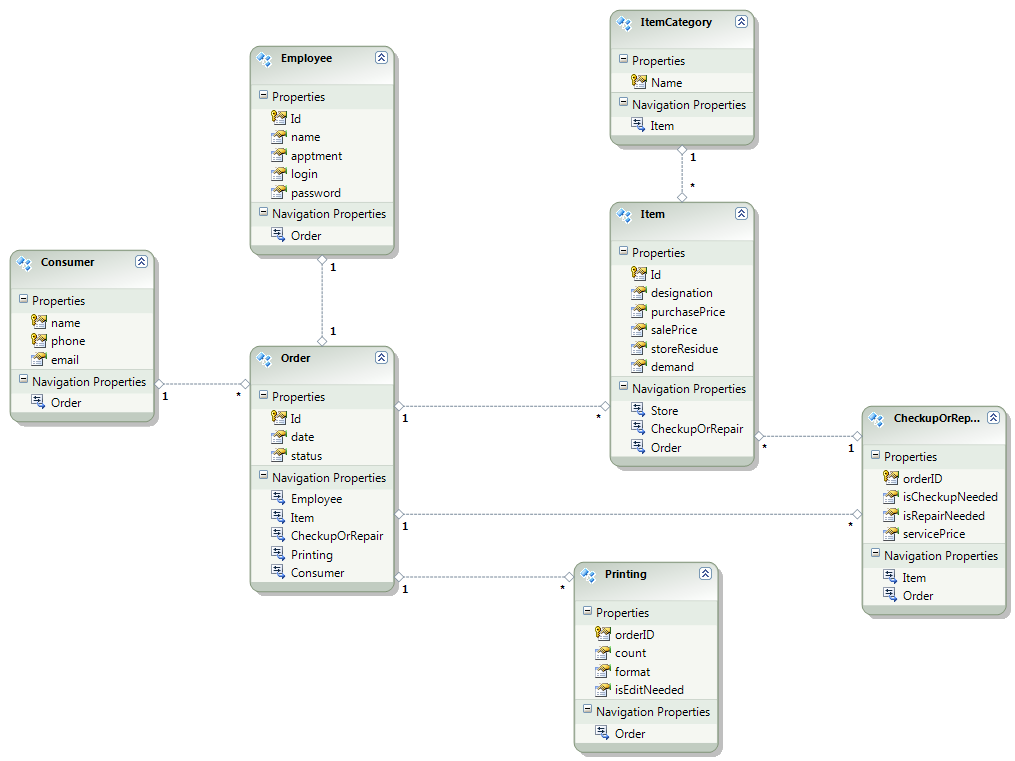 ItemCategory
Properties
Name
Navigation Properties
Item
1
*
Employee
Properties
Id
name
apptment
login
password
Navigation Properties
Order
1
1
Item
Properties
Id
designation
purchasePrice
salePrice
storeResidue
demand
Navigation Properties
Store
CheckupOrRepair
Order
Consumer
Properties
name
phone
email
Navigation Properties
Order
1
*
Order
Properties
Id
date
status
Navigation Properties
Employee
Item
CheckupOrRepair
Printing
Consumer
1
*
*
1
1
*
1
*
CheckupOrRep...
Properties
orderID
isCheckupNeeded
isRepairNeeded
servicePrice
Navigation Properties
Item
Order
Printing
Properties
orderID
count
format
isEditNeeded
Navigation Properties
Order